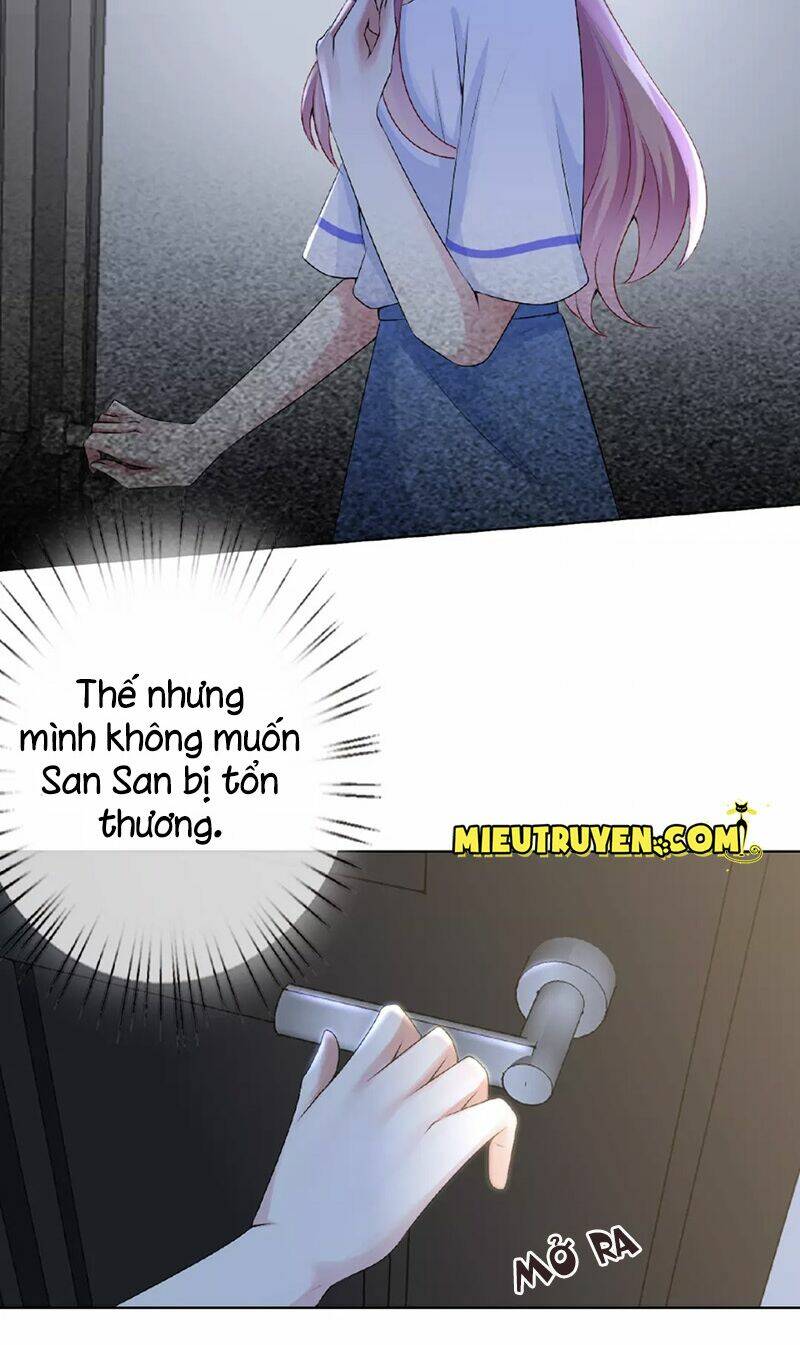 Thế nhưng
mình không muốn
San San bị tổn
thương.
MIEUTRUYEN.COM
MỞ RA